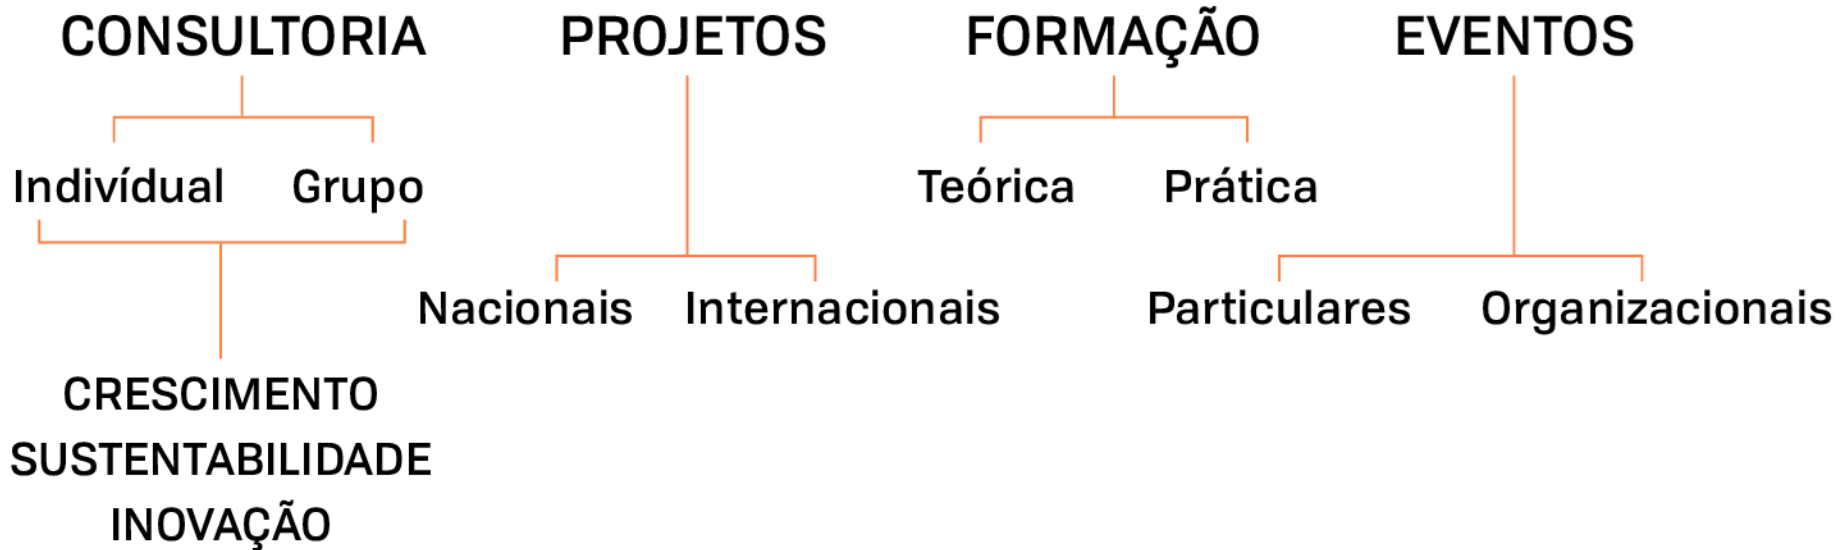 CONSULTORIA PROJETOS FORMAÇÃO EVENTOS
Indivídual Grupo Teórica Prática
Nacionais Internacionais Particulares Organizacionais
CRESCIMENTO
SUSTENTABILIDADE
INOVAÇÃO